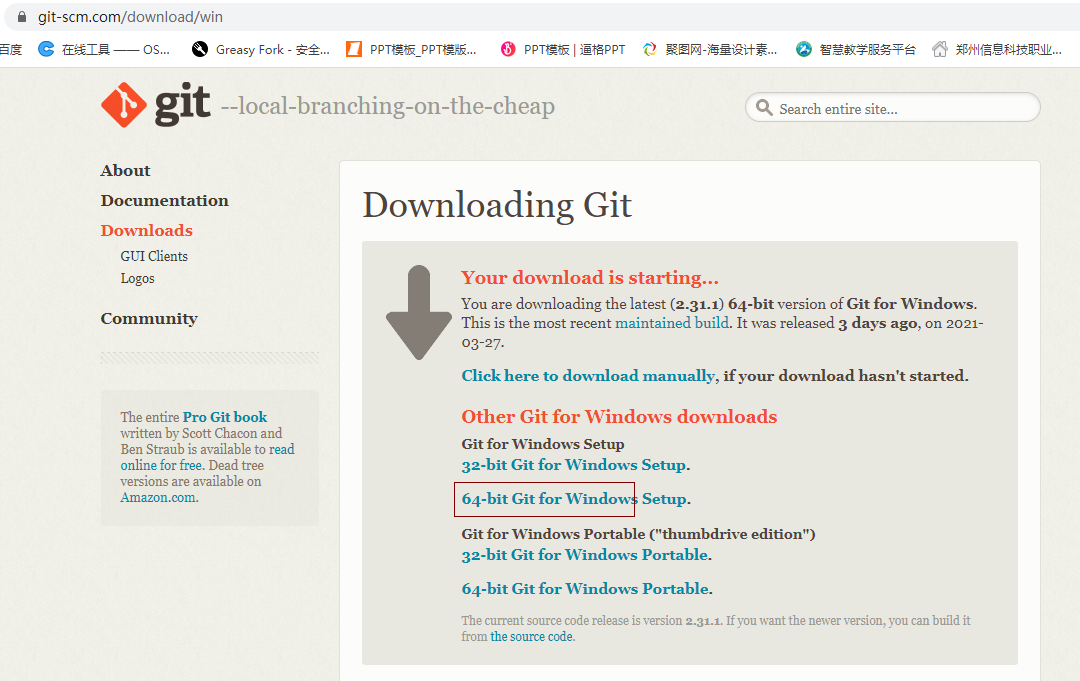 git-scm.com/download/win
百度 在线工具 —— OS... Greasy Fork - 安全... PPT模板_PPT模版... PPT模板 | 逼格PPT 聚图网-海量设计素... 智慧教学服务平台 郑州信息科技职业...
git --local-branching-on-the-cheap
Search entire site...
About
Documentation
Downloads
GUI Clients
Logos
Community
The entire Pro Git book
written by Scott Chacon and
Ben Straub is available to read
online for free. Dead tree
versions are available on
Amazon.com.
Downloading Git
Your download is starting...
You are downloading the latest (2.31.1) 64-bit version of Git for Windows.
This is the most recent maintained build. It was released 3 days ago, on 2021-
03-27.
Click here to download manually, if your download hasn't started.
Other Git for Windows downloads
Git for Windows Setup
32-bit Git for Windows Setup.
64-bit Git for Windows Setup.
Git for Windows Portable ("thumbdrive edition")
32-bit Git for Windows Portable.
64-bit Git for Windows Portable.
The current source code release is version 2.31.1. If you want the newer version, you can build it
from the source code.